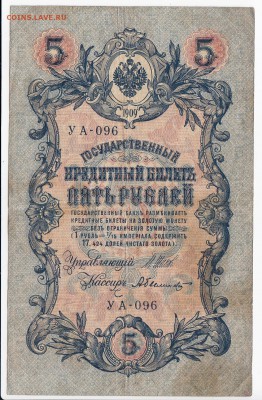 COINS.LAVE.RU
5 5
1909
УА-096
ГОСУДАРСТВЕННЫЙ
КРЕДИТНЫЙ БИЛЕТЪ
ПЯТЬ РУБЛЕЙ
ГОСУДАРСТВЕННЫЙ БАНКЪ РАЗМѢНИВАЕТЪ
КРЕДИТНЫЕ БИЛЕТЫ НА ЗОЛОТУЮ МОНЕТУ
БЕЗЪ ОГРАНИЧЕНІЯ СУММЫ
(1 РУБЛЬ = 1/15 ИМПЕРІАЛА, СОДЕРЖИТЪ
17,424 ДОЛЕЙ ЧИСТАГО ЗОЛОТА)
Управляющій
Кассиръ
УА-096
5